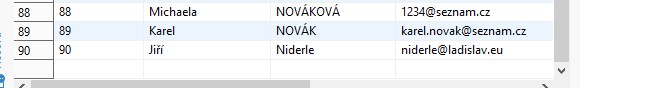 88 88 Michaela NOVÁKOVÁ 1234@seznam.cz
89 89 Karel NOVÁK karel.novak@seznam.cz
90 90 Jiří Niderle niderle@ladislav.eu